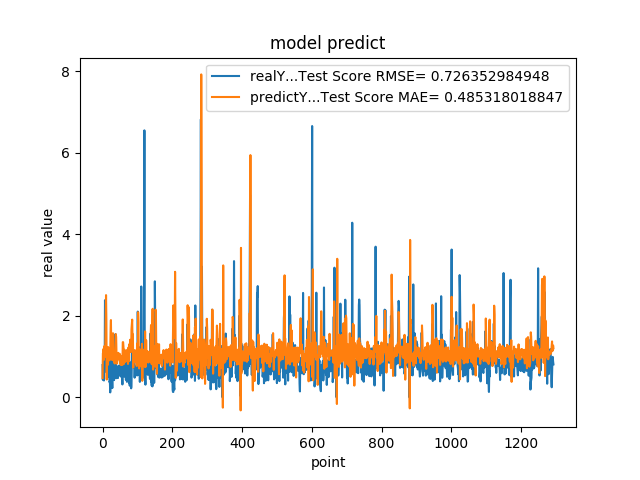 model predict
realY...Test Score RMSE= 0.726352984948
predictY...Test Score MAE= 0.485318018847
8
6
4
2
0
real value
0 200 400 600 800 1000 1200
point